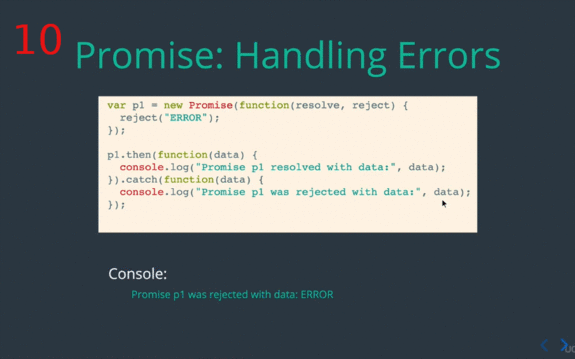 10
Promise: Handling Errors
var p1 = new Promise(function(resolve, reject) {
  reject("ERROR");
});

p1.then(function(data) {
  console.log("Promise p1 resolved with data:", data);
}).catch(function(data) {
  console.log("Promise p1 was rejected with data:", data);
});
Console:
Promise p1 was rejected with data: ERROR